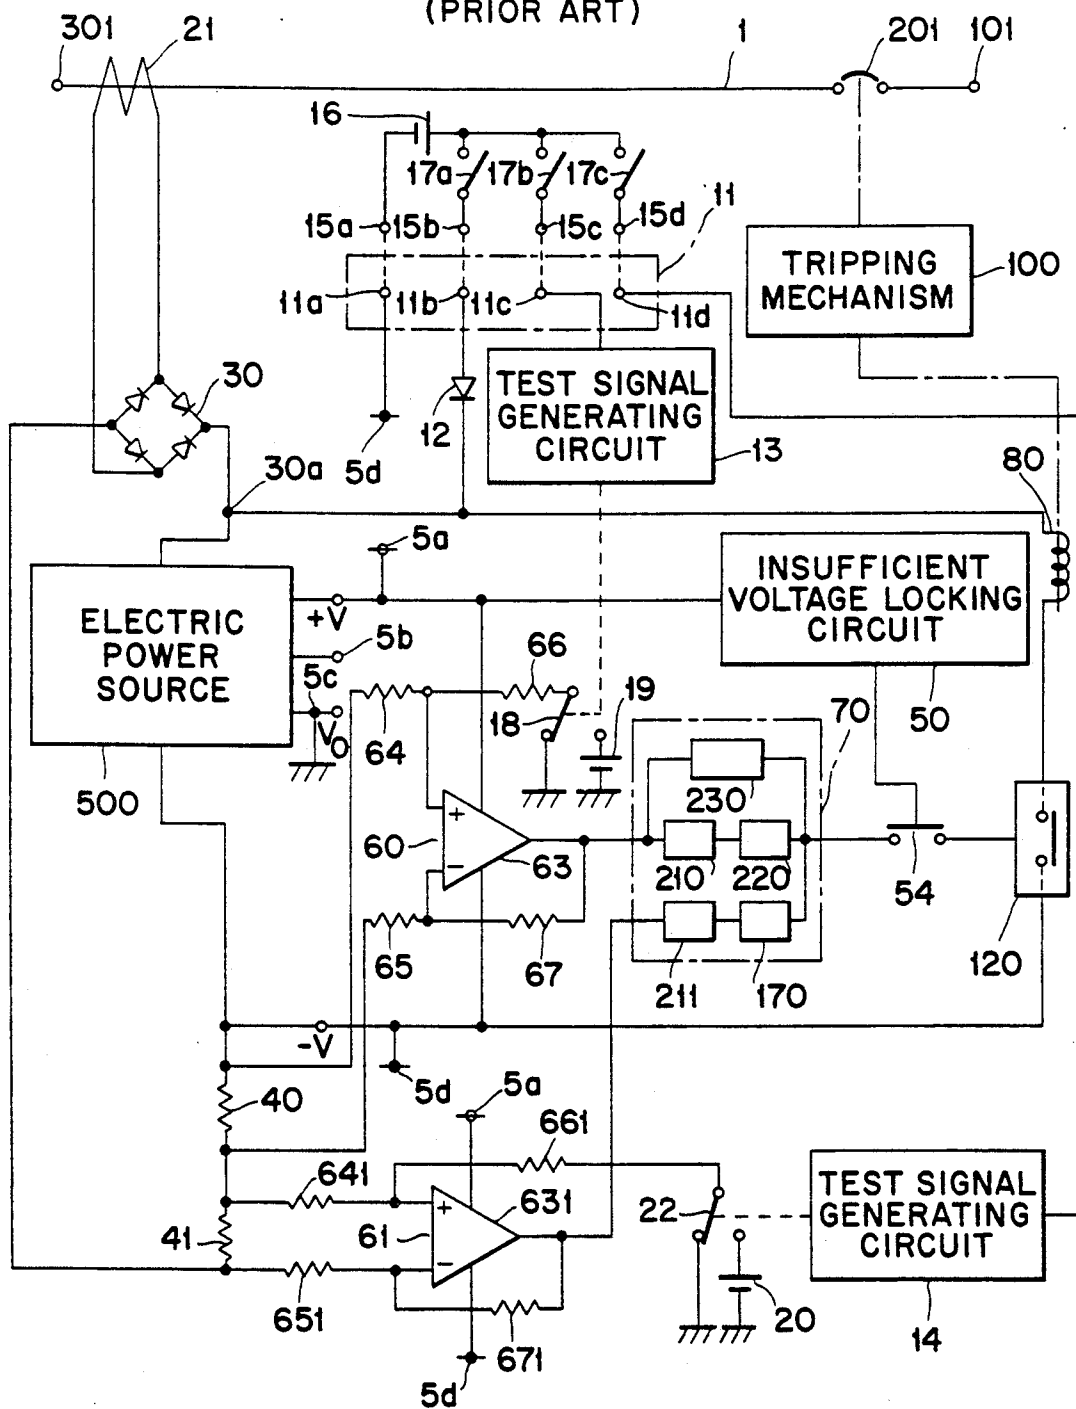 (PRIOR ART)
301 21 1 201 101
16
17a 17b 17c 11
15a 15b 15c 15d
TRIPPING
MECHANISM
100
11a 11b 11c 11d
30
12
TEST SIGNAL
GENERATING
CIRCUIT
13
5d
30a
80
5a
INSUFFICIENT
VOLTAGE LOCKING
CIRCUIT
ELECTRIC
POWER
SOURCE
+V
5b
5c
V0
66
18
19
64
70
50
500
230
60
+
−
63
210 220
54
65
67
211 170
120
-V
5d
40
5a
661
641
631
61
+
−
41
22
TEST SIGNAL
GENERATING
CIRCUIT
651
671
20
14
5d